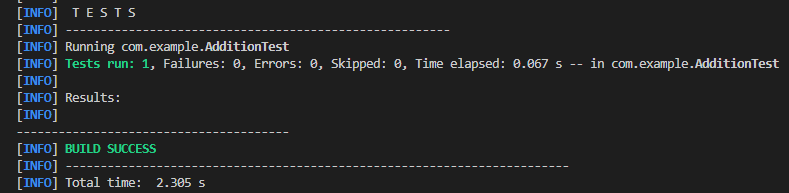 [INFO]  T E S T S
[INFO] -------------------------------------------------------
[INFO] Running com.example.AdditionTest
[INFO] Tests run: 1, Failures: 0, Errors: 0, Skipped: 0, Time elapsed: 0.067 s -- in com.example.AdditionTest
[INFO]
[INFO] Results:
[INFO]
---------------------------------------
[INFO] BUILD SUCCESS
[INFO] ------------------------------------------------------------------------
[INFO] Total time:  2.305 s